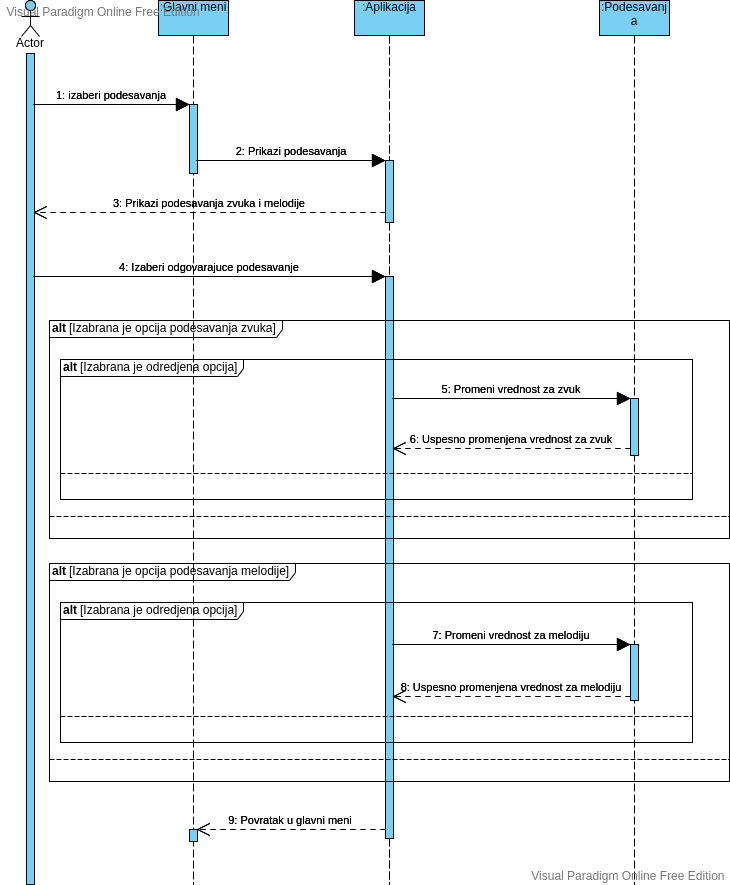 Visual Paradigm Online Free Edition
:Glavni meni
:Aplikacija
:Podesavanj
a
Actor
1: izaberi podesavanja
2: Prikazi podesavanja
3: Prikazi podesavanja zvuka i melodije
4: Izaberi odgovarajuce podesavanje
alt [Izabrana je opcija podesavanja zvuka]
alt [Izabrana je odredjena opcija]
5: Promeni vrednost za zvuk
6: Uspesno promenjena vrednost za zvuk
alt [Izabrana je opcija podesavanja melodije]
alt [Izabrana je odredjena opcija]
7: Promeni vrednost za melodiju
8: Uspesno promenjena vrednost za melodiju
9: Povratak u glavni meni
Visual Paradigm Online Free Edition